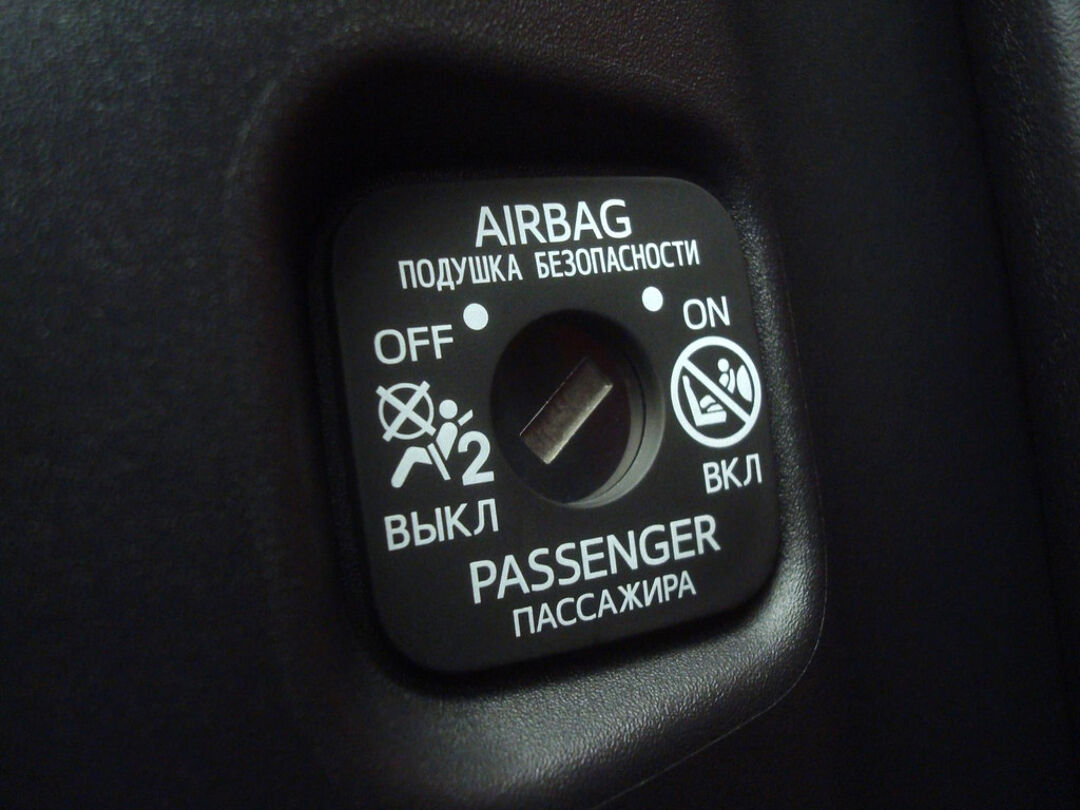 AIRBAG
ПОДУШКА БЕЗОПАСНОСТИ
OFF
ON
2
ВЫКЛ
ВКЛ
PASSENGER
ПАССАЖИРА